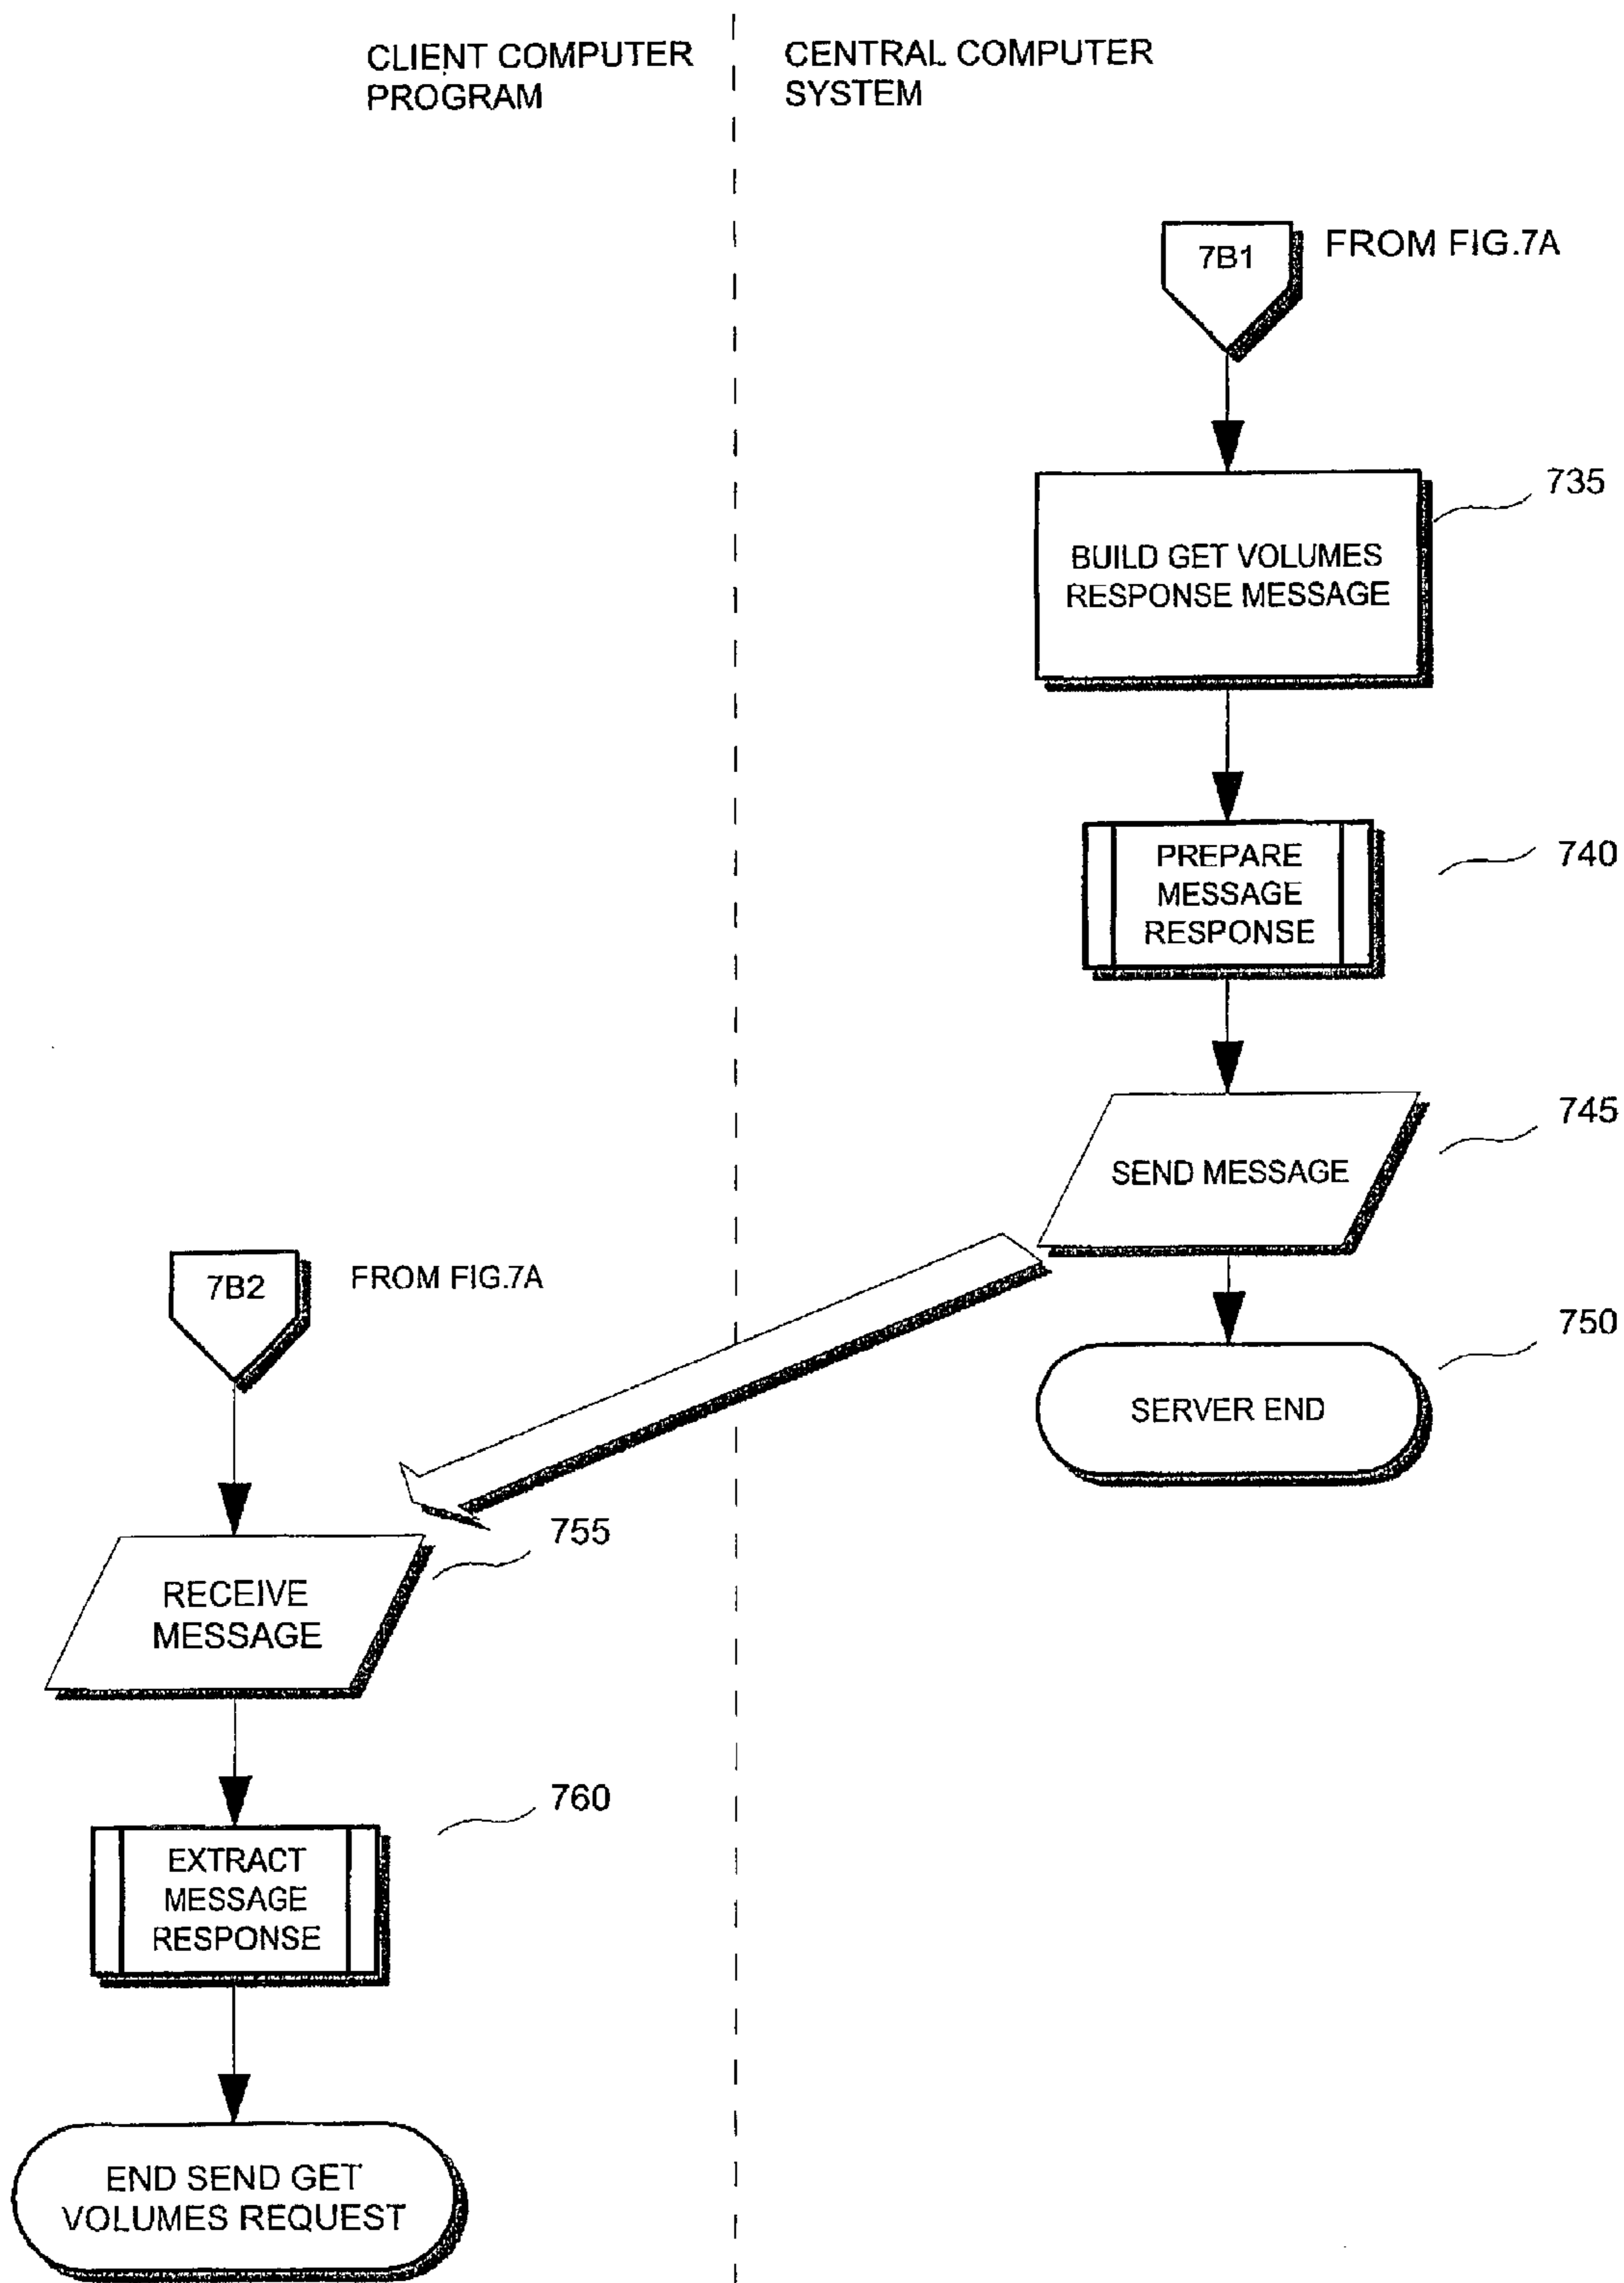 CLIENT COMPUTER
PROGRAM
CENTRAL COMPUTER
SYSTEM
7B1
FROM FIG.7A
735
BUILD GET VOLUMES
RESPONSE MESSAGE
740
PREPARE
MESSAGE
RESPONSE
745
SEND MESSAGE
7B2
FROM FIG.7A
750
SERVER END
755
RECEIVE
MESSAGE
760
EXTRACT
MESSAGE
RESPONSE
END SEND GET
VOLUMES REQUEST